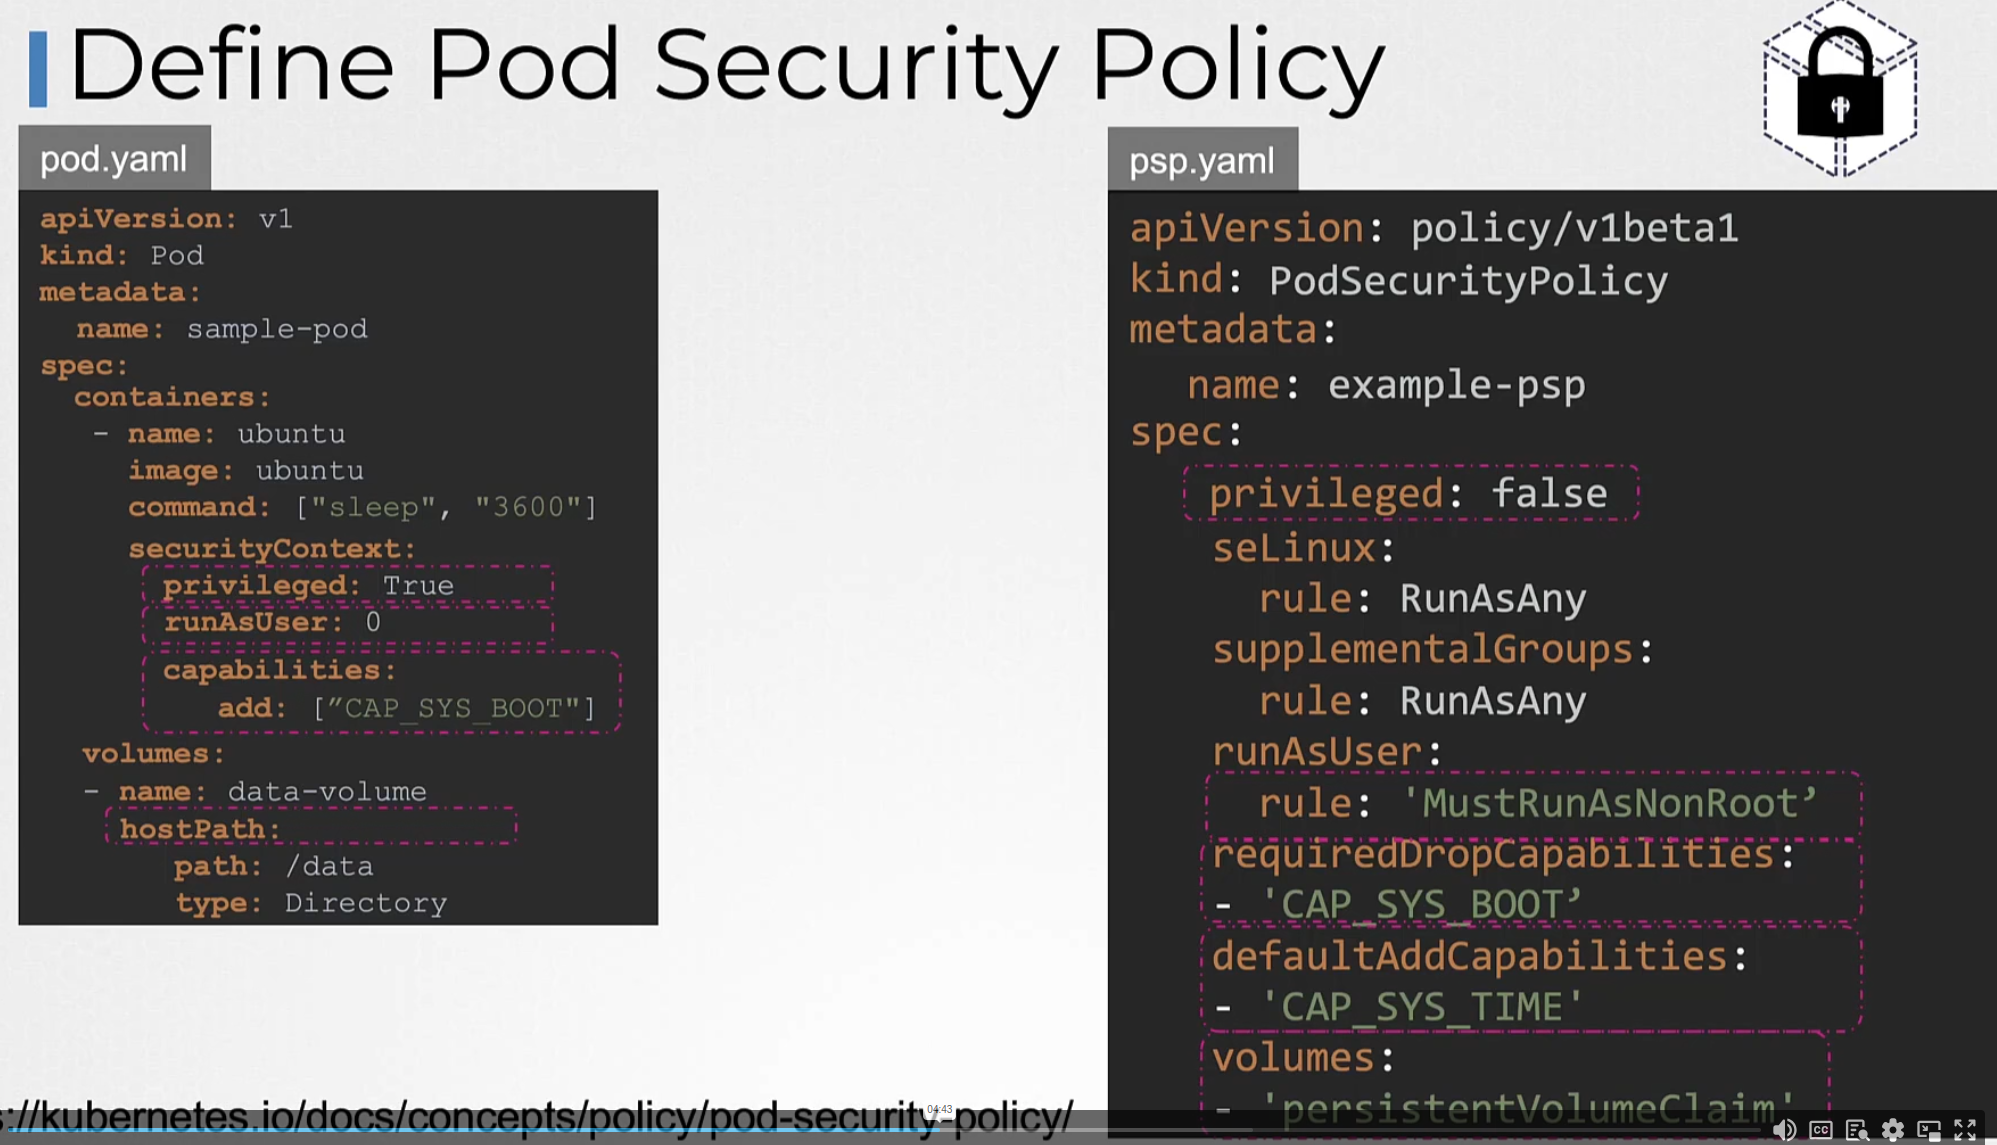 Define Pod Security Policy
pod.yaml
apiVersion: v1
kind: Pod
metadata:
  name: sample-pod
spec:
  containers:
   - name: ubuntu
     image: ubuntu
     command: ["sleep", "3600"]
     securityContext:
       privileged: True
       runAsUser: 0
       capabilities:
          add: [”CAP_SYS_BOOT"]
  volumes:
  - name: data-volume
    hostPath:
       path: /data
       type: Directory
psp.yaml
apiVersion: policy/v1beta1
kind: PodSecurityPolicy
metadata:
  name: example-psp
spec:
   privileged: false
   seLinux:
     rule: RunAsAny
   supplementalGroups:
     rule: RunAsAny
   runAsUser:
     rule: 'MustRunAsNonRoot’
   requiredDropCapabilities:
   - 'CAP_SYS_BOOT’
   defaultAddCapabilities:
   - 'CAP_SYS_TIME'
   volumes:
   - 'persistentVolumeClaim'
://kubernetes.io/docs/concepts/policy/pod-security-policy/
04:43
CC